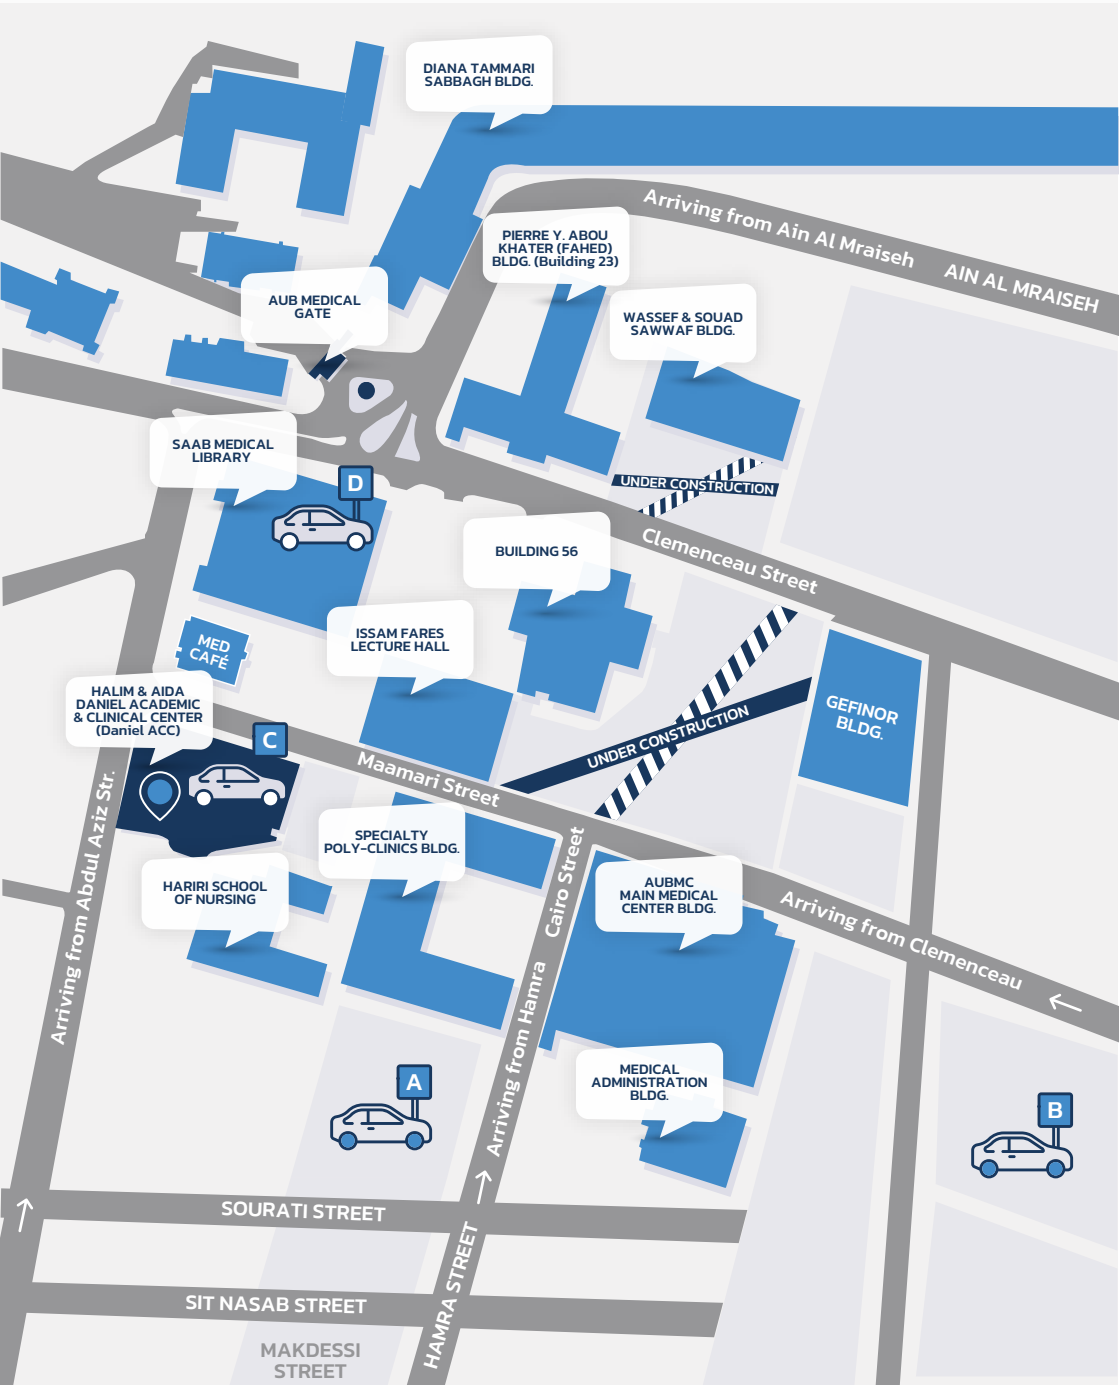 DIANA TAMMARI
SABBAGH BLDG.
Arriving from Ain Al Mraiseh
AIN AL MRAISEH
PIERRE Y. ABOU
KHATER (FAHED)
BLDG. (Building 23)
AUB MEDICAL
GATE
WASSEF & SOUAD
SAWWAF BLDG.
SAAB MEDICAL
LIBRARY
D
UNDER CONSTRUCTION
Clemenceau Street
BUILDING 56
ISSAM FARES
LECTURE HALL
MED
CAFÉ
HALIM & AIDA
DANIEL ACADEMIC
& CLINICAL CENTER
(Daniel ACC)
C
GEFINOR
BLDG.
UNDER CONSTRUCTION
Maamari Street
SPECIALTY
POLY-CLINICS BLDG.
HARIRI SCHOOL
OF NURSING
Arriving from Abdul Aziz Str.
Cairo Street
AUBMC
MAIN MEDICAL
CENTER BLDG.
Arriving from Clemenceau
Arriving from Hamra
MEDICAL
ADMINISTRATION
BLDG.
A
B
SOURATI STREET
HAMRA STREET
SIT NASAB STREET
MAKDESSI
STREET